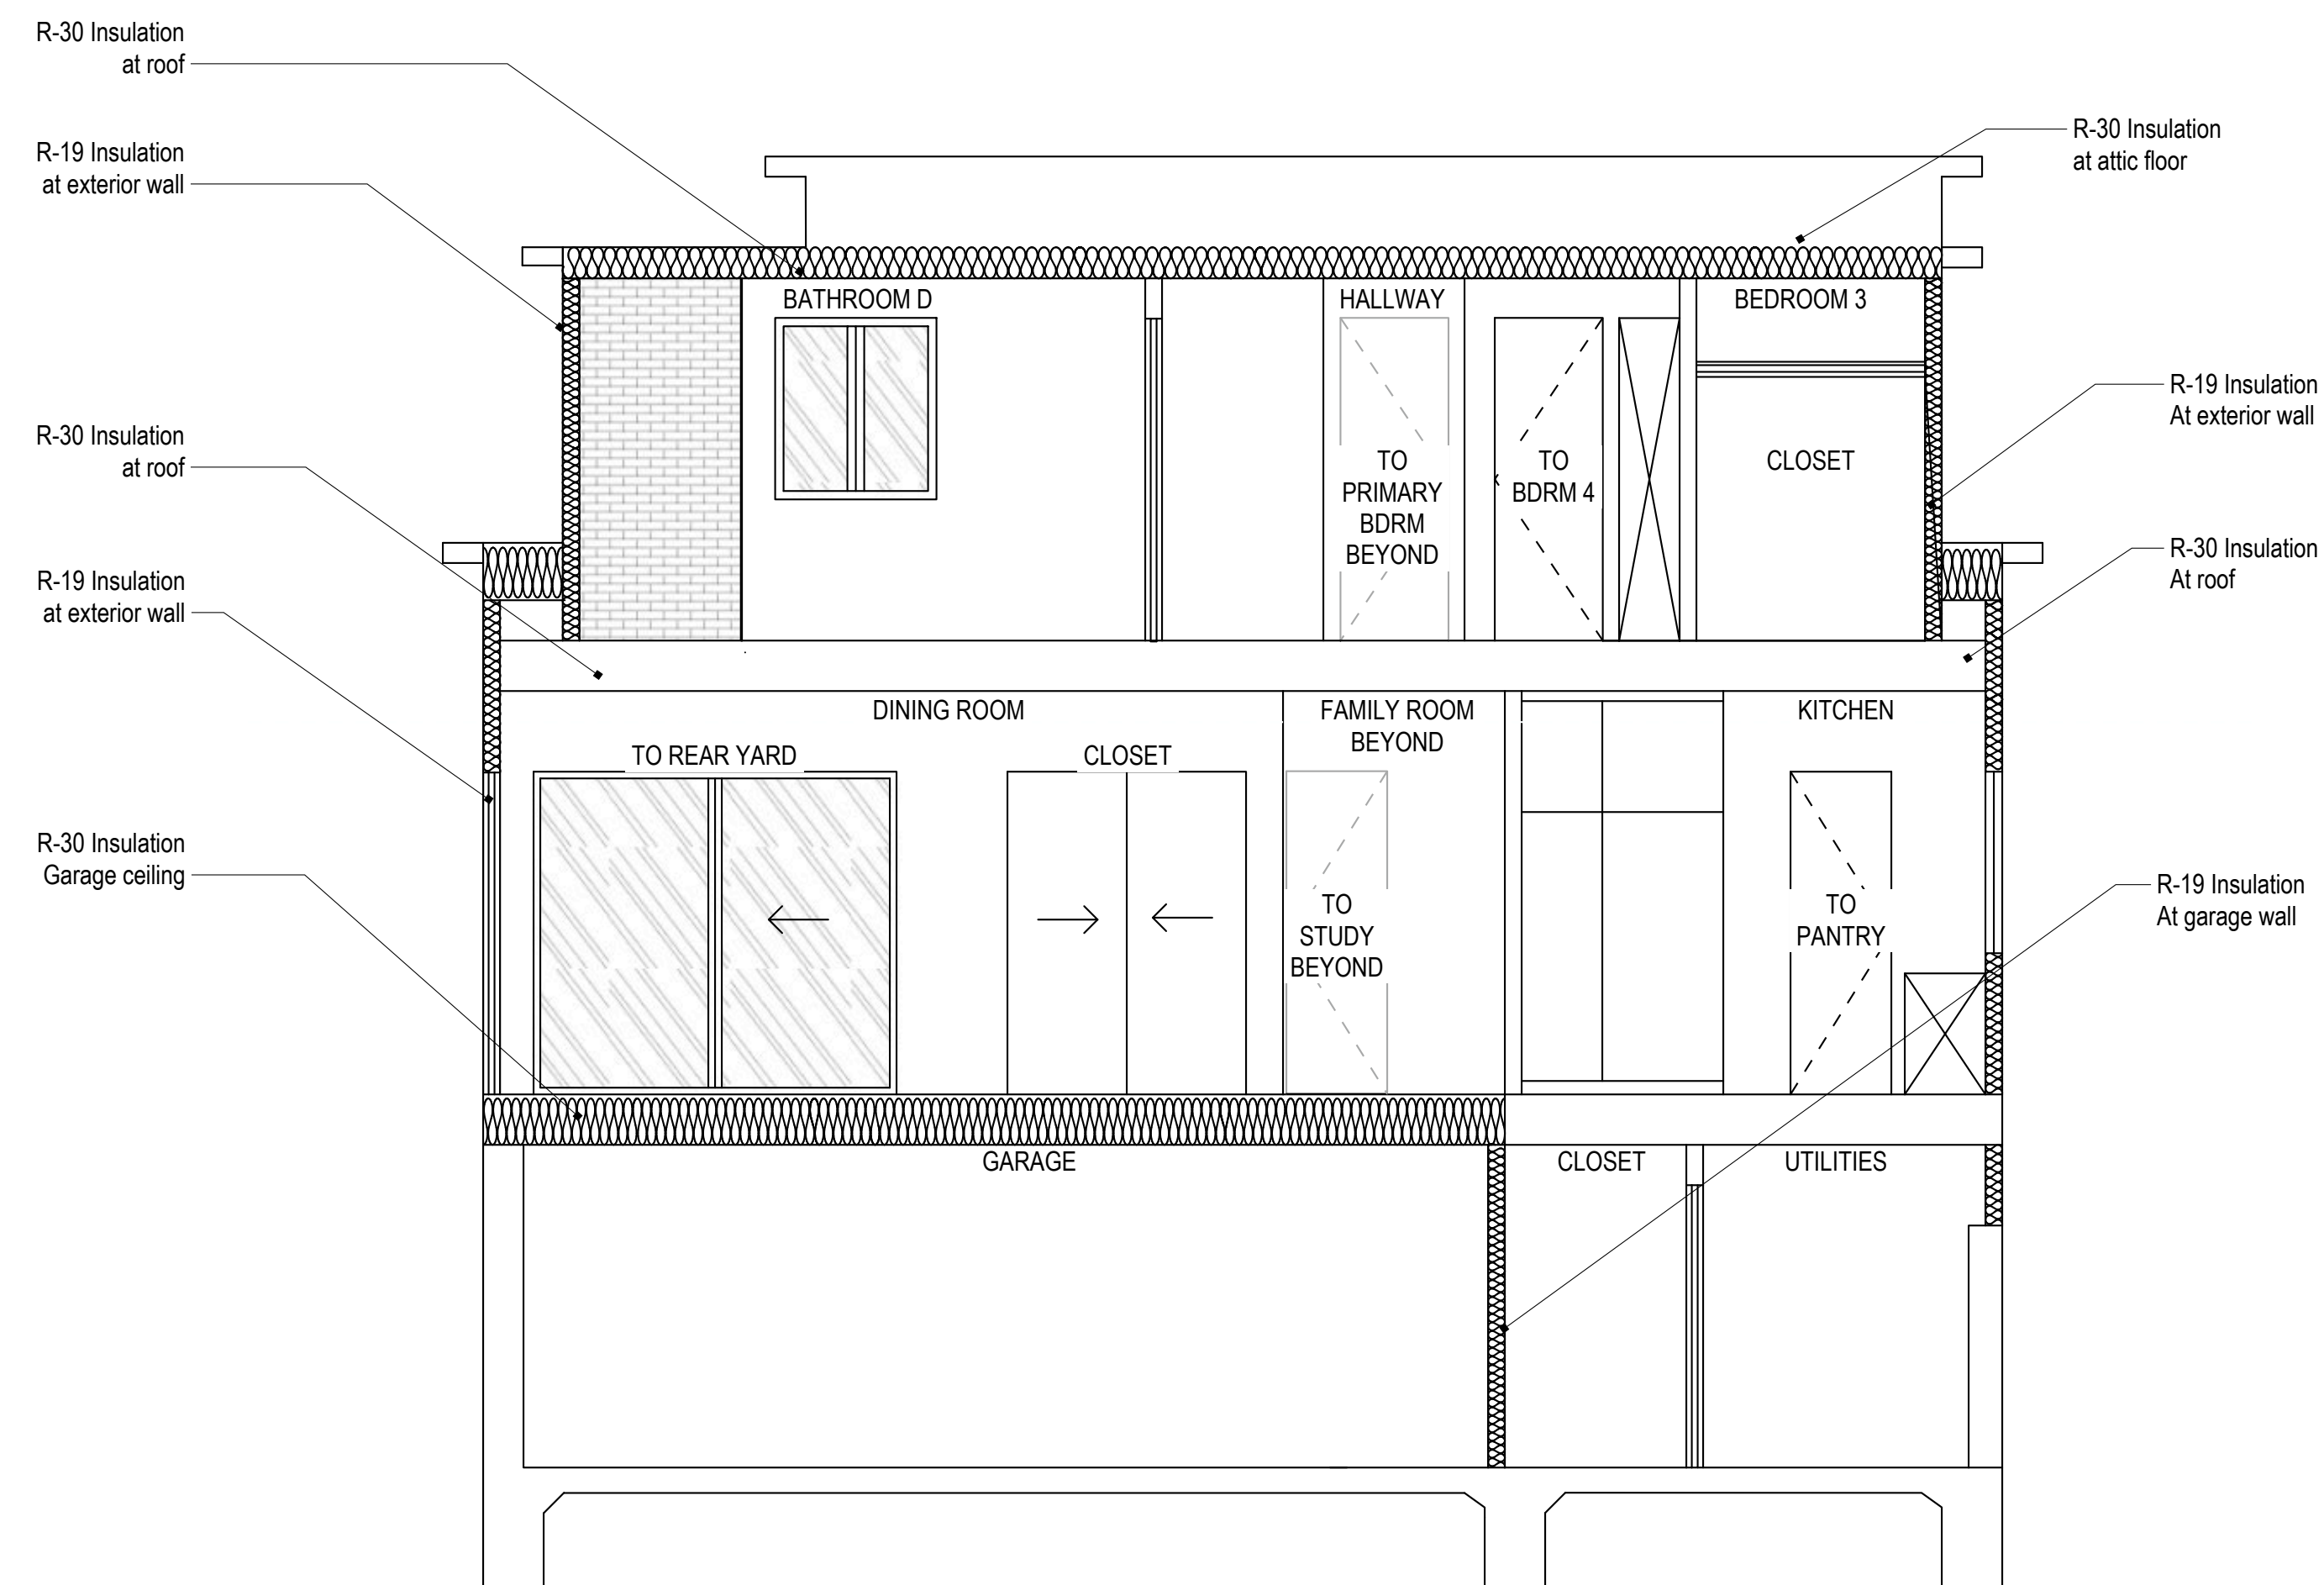 R-30 Insulation
at roof
R-30 Insulation
at attic floor
R-19 Insulation
at exterior wall
BATHROOM D
HALLWAY
BEDROOM 3
R-19 Insulation
At exterior wall
R-30 Insulation
at roof
TO
PRIMARY
BDRM
BEYOND
TO
BDRM 4
CLOSET
R-30 Insulation
At roof
R-19 Insulation
at exterior wall
DINING ROOM
FAMILY ROOM
BEYOND
KITCHEN
TO REAR YARD
CLOSET
R-30 Insulation
Garage ceiling
TO
STUDY
BEYOND
TO
PANTRY
R-19 Insulation
At garage wall
GARAGE
CLOSET
UTILITIES